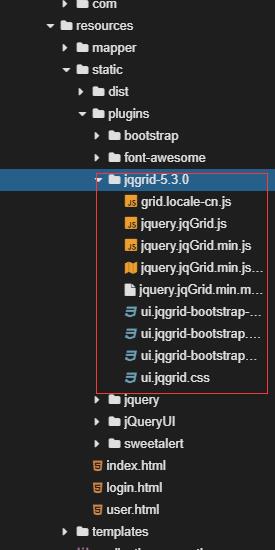 com
resources
mapper
static
dist
plugins
bootstrap
font-awesome
jqgrid-5.3.0
grid.locale-cn.js
jquery.jqGrid.js
jquery.jqGrid.min.js
jquery.jqGrid.min.js...
jquery.jqGrid.min.m...
ui.jqgrid-bootstrap-...
ui.jqgrid-bootstrap....
ui.jqgrid-bootstrap...
ui.jqgrid.css
jquery
jQueryUI
sweetalert
index.html
login.html
user.html
templates